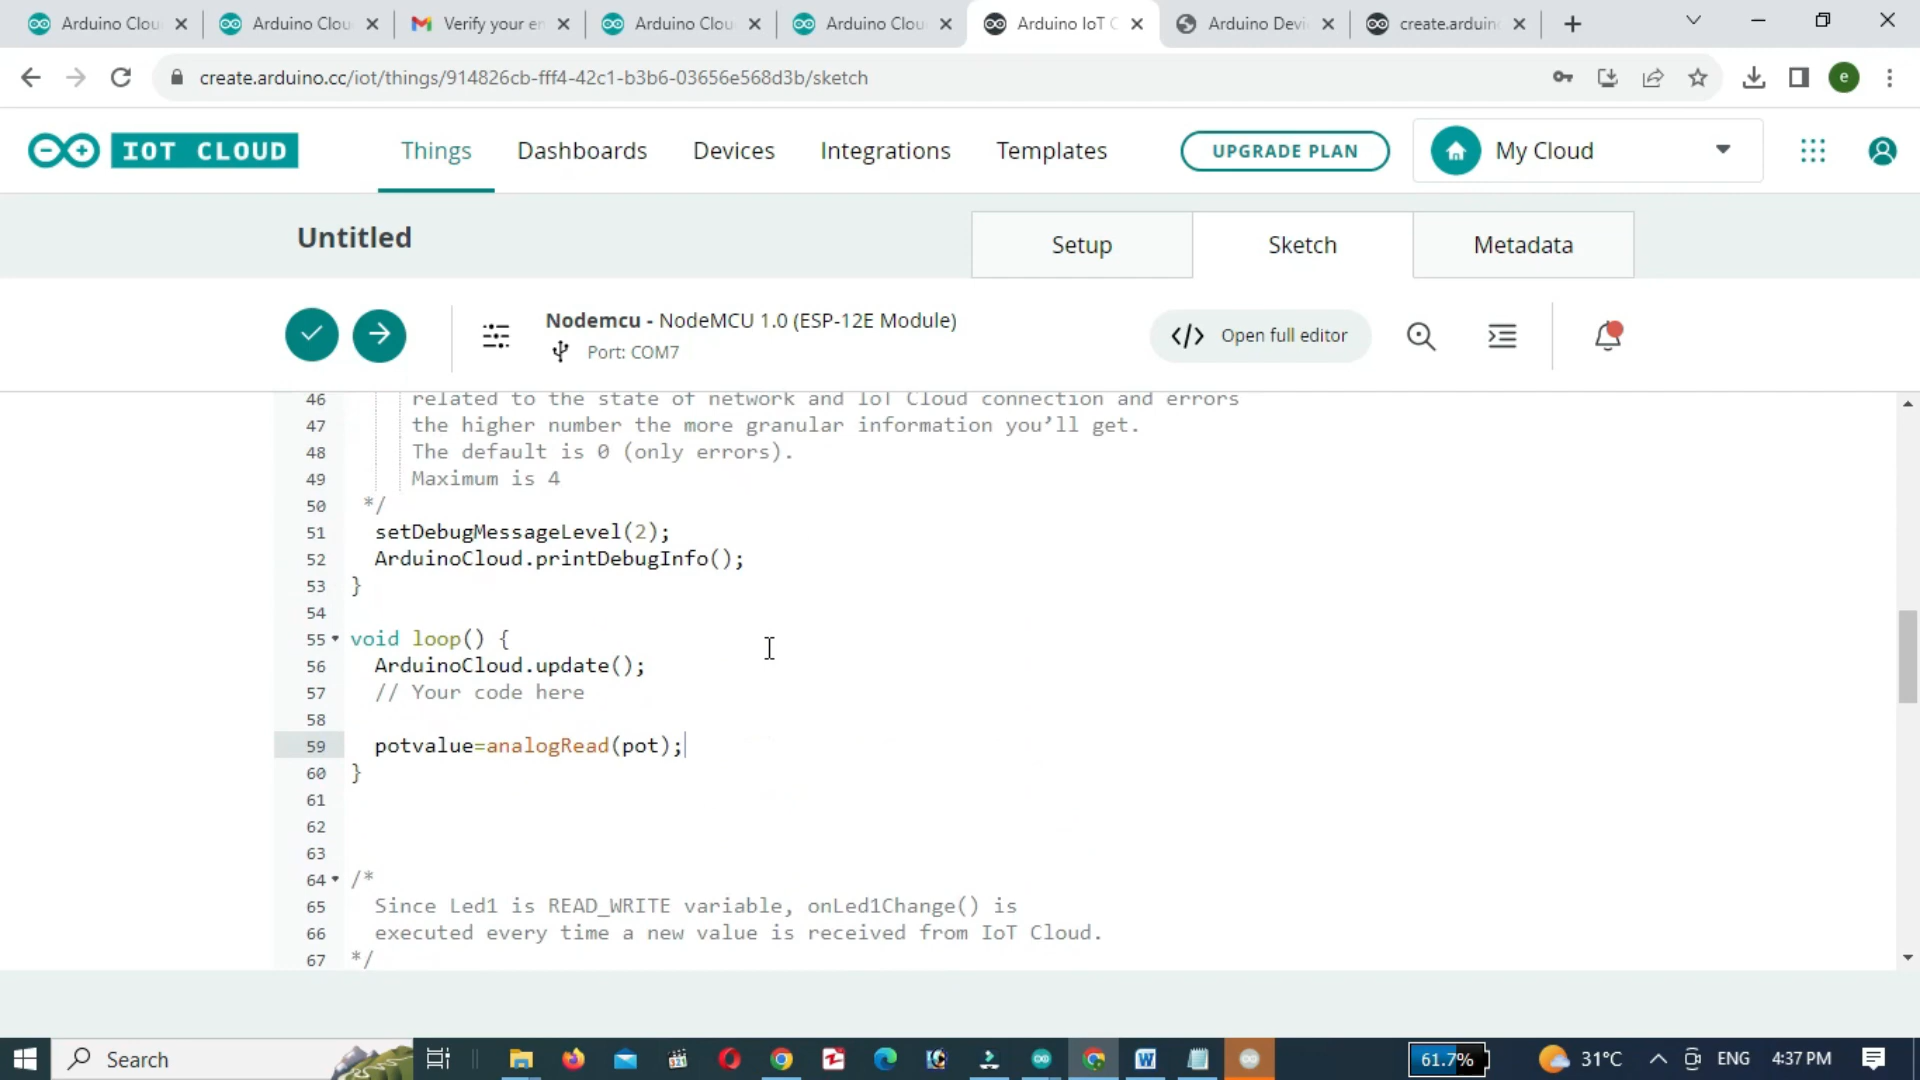 Arduino Clou
Arduino Clou
Verify your em
Arduino Clou
Arduino Clou
Arduino IoT C
Arduino Devi
create.arduin
create.arduino.cc/iot/things/914826cb-fff4-42c1-b3b6-03656e568d3b/sketch
e
IOT CLOUD
Things
Dashboards
Devices
Integrations
Templates
UPGRADE PLAN
My Cloud
Untitled
Setup
Sketch
Metadata
Nodemcu - NodeMCU 1.0 (ESP-12E Module)
Port: COM7
</> Open full editor
46 related to the state of network and IoT Cloud connection and errors
47 the higher number the more granular information you’ll get.
48 The default is 0 (only errors).
49 Maximum is 4
50 */
51 setDebugMessageLevel(2);
52 ArduinoCloud.printDebugInfo();
53 }
54
55 void loop() {
56 ArduinoCloud.update();
57 // Your code here
58
59 potvalue=analogRead(pot);
60 }
61
62
63
64 /*
65 Since Led1 is READ_WRITE variable, onLed1Change() is
66 executed every time a new value is received from IoT Cloud.
67 */
Search
61.7%
31°C
ENG
4:37 PM